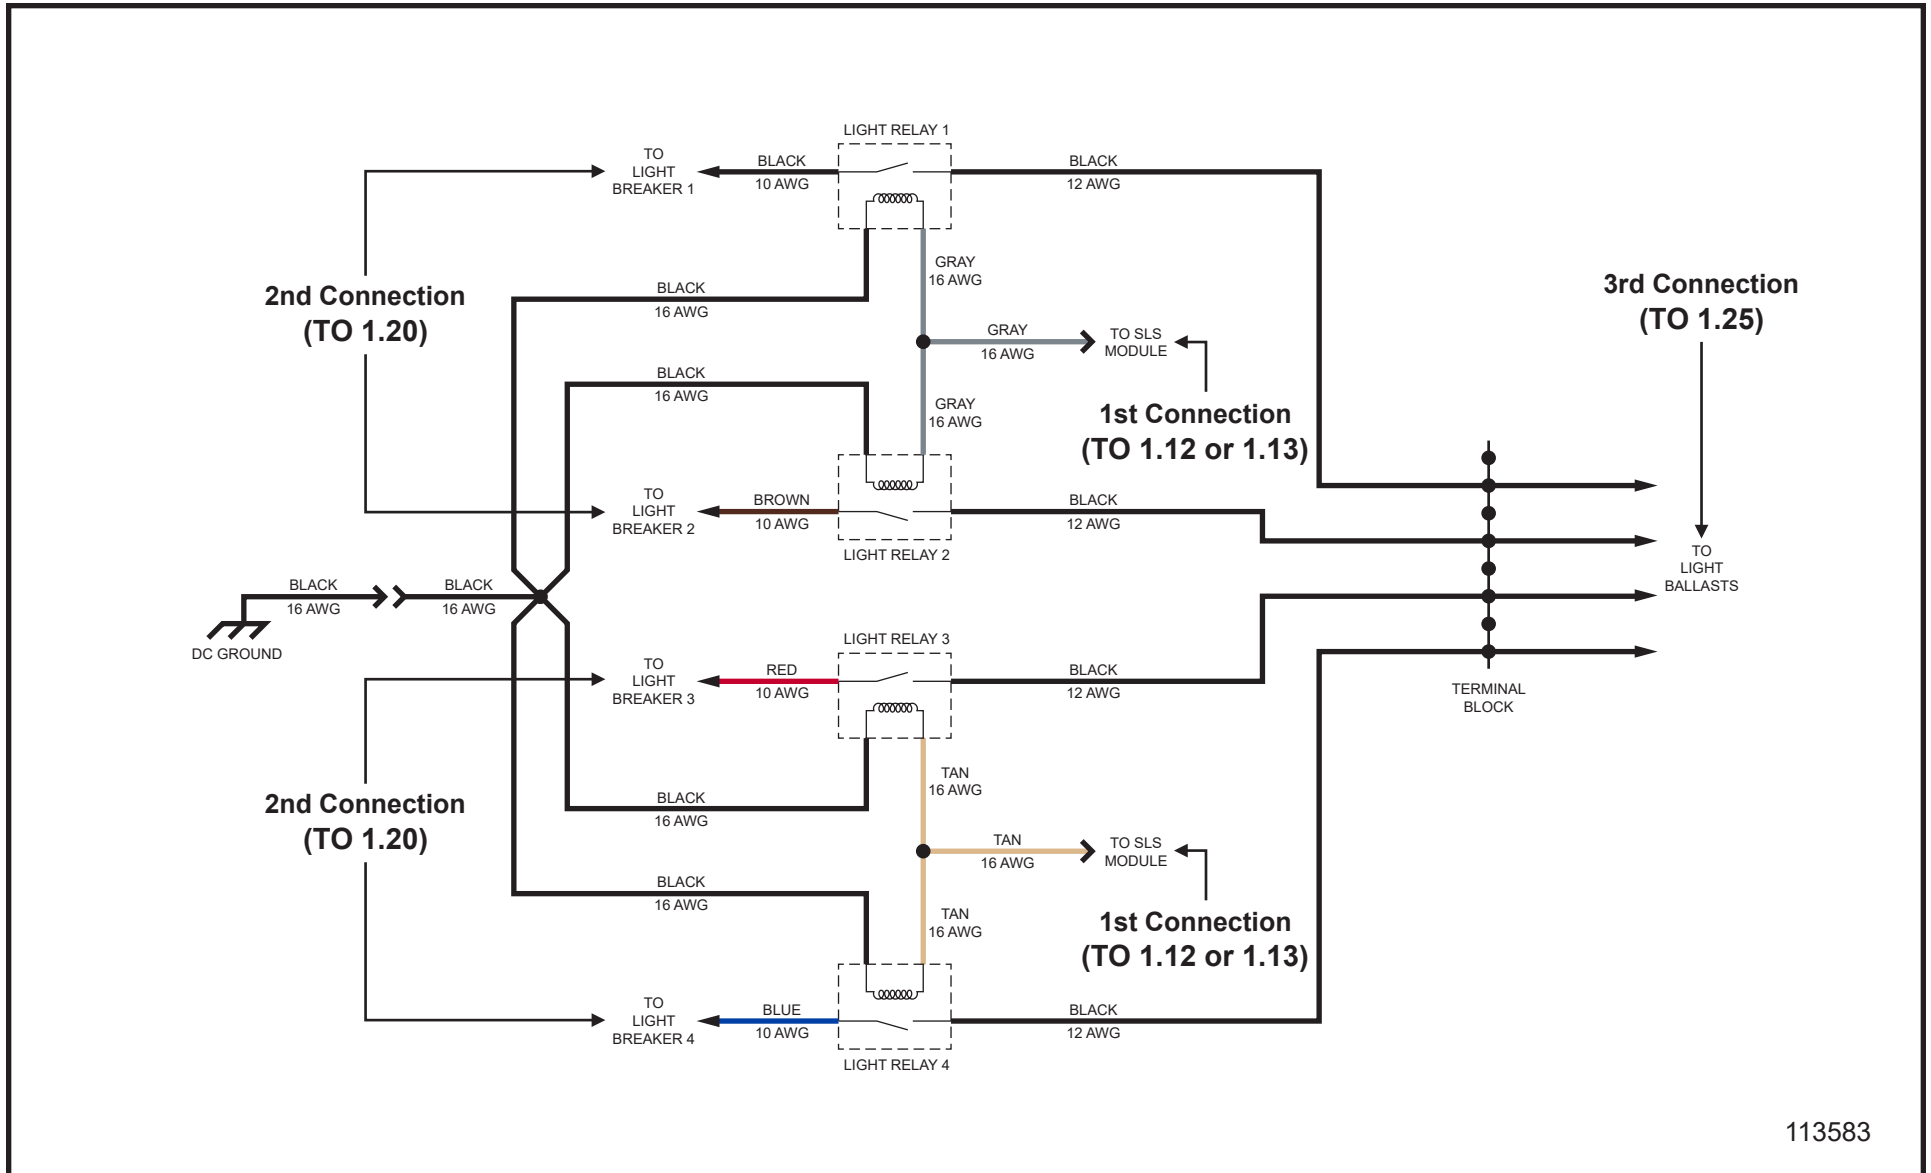 LIGHT RELAY 1
TO
LIGHT
BREAKER 1
BLACK
10 AWG
BLACK
12 AWG
GRAY
16 AWG
2nd Connection
(TO 1.20)
BLACK
16 AWG
3rd Connection
(TO 1.25)
GRAY
16 AWG
TO SLS
MODULE
BLACK
16 AWG
GRAY
16 AWG
1st Connection
(TO 1.12 or 1.13)
TO
LIGHT
BREAKER 2
BROWN
10 AWG
BLACK
12 AWG
LIGHT RELAY 2
TO
LIGHT
BALLASTS
BLACK
16 AWG
BLACK
16 AWG
DC GROUND
LIGHT RELAY 3
TO
LIGHT
BREAKER 3
RED
10 AWG
BLACK
12 AWG
TERMINAL
BLOCK
TAN
16 AWG
2nd Connection
(TO 1.20)
BLACK
16 AWG
TAN
16 AWG
TO SLS
MODULE
BLACK
16 AWG
TAN
16 AWG
1st Connection
(TO 1.12 or 1.13)
TO
LIGHT
BREAKER 4
BLUE
10 AWG
BLACK
12 AWG
LIGHT RELAY 4
113583